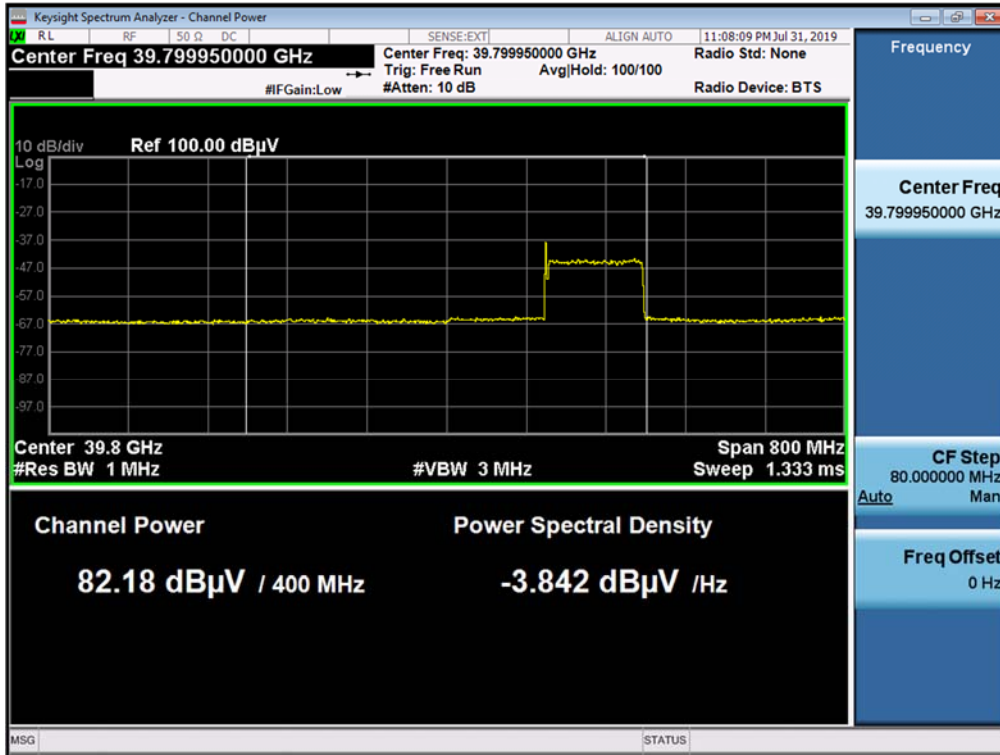 Keysight Spectrum Analyzer - Channel Power
LXI RL RF 50 Ω DC SENSE:EXT ALIGN AUTO 11:08:09 PM Jul 31, 2019
Center Freq 39.799950000 GHz
Center Freq: 39.799950000 GHz Radio Std: None
Trig: Free Run Avg|Hold: 100/100
#IFGain:Low #Atten: 10 dB Radio Device: BTS
10 dB/div Ref 100.00 dBµV
Log
-17.0
-27.0
-37.0
-47.0
-57.0
-67.0
-77.0
-87.0
-97.0
Center 39.8 GHz Span 800 MHz
#Res BW 1 MHz #VBW 3 MHz Sweep 1.333 ms
Channel Power Power Spectral Density
82.18 dBµV / 400 MHz -3.842 dBµV /Hz
MSG STATUS
Frequency
Center Freq
39.799950000 GHz
CF Step
80.000000 MHz
Auto Man
Freq Offset
0 Hz